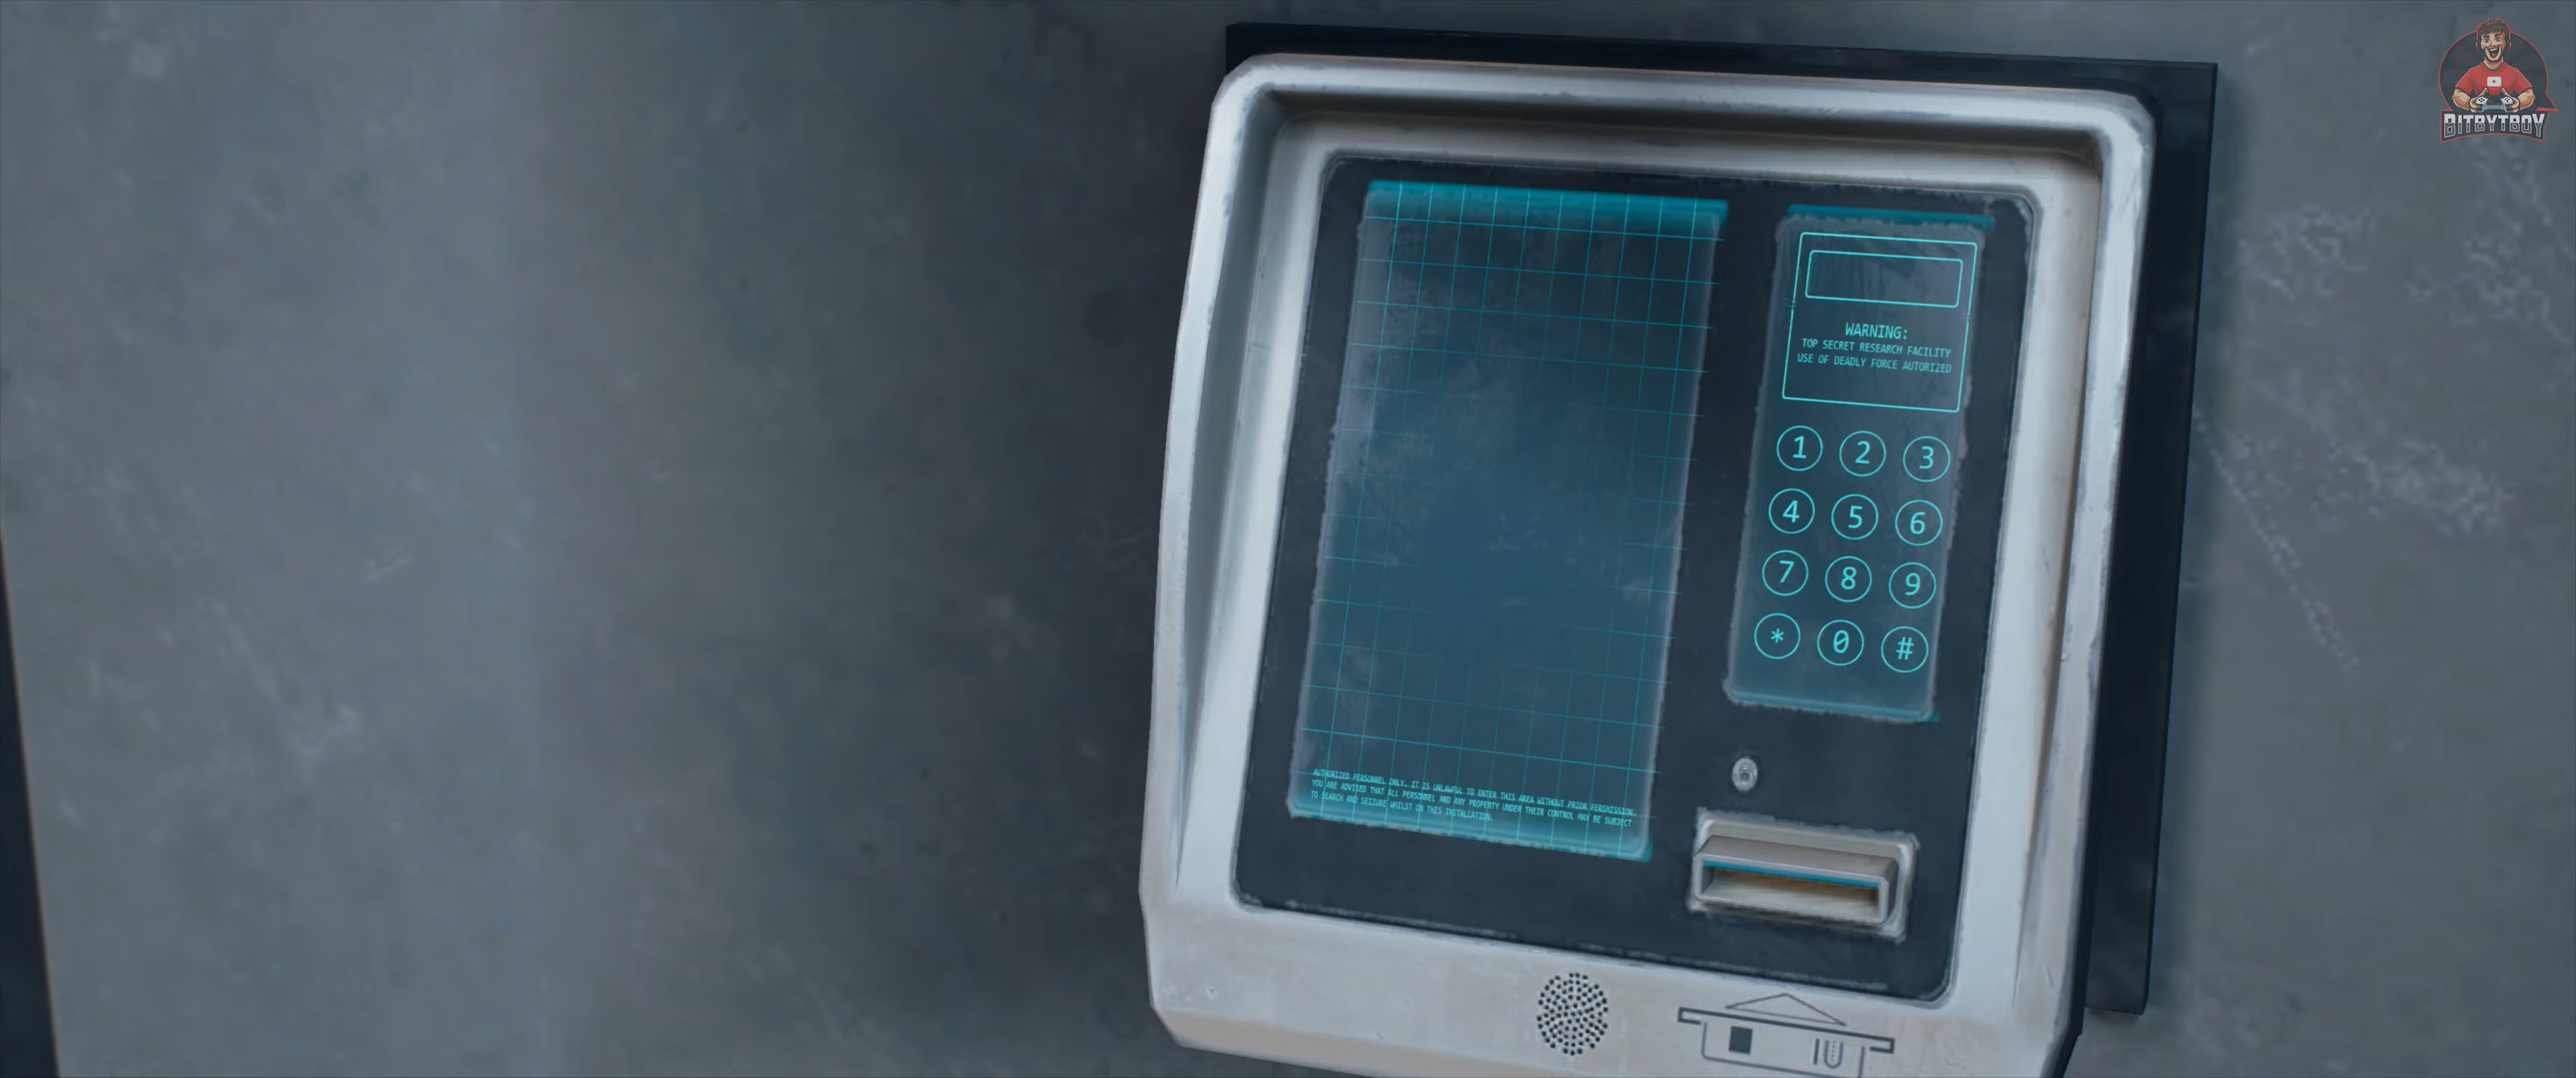 BITBYTBOY
WARNING:
TOP SECRET RESEARCH FACILITY
USE OF DEADLY FORCE AUTORIZED
1 2 3
4 5 6
7 8 9
* 0 #
AUTHORIZED PERSONNEL ONLY. IT IS UNLAWFUL TO ENTER THIS AREA WITHOUT PRIOR PERSMISSION.
YOU ARE ADVISED THAT ALL PERSONNEL AND ANY PROPERTY UNDER THEIR CONTROL MAY BE SUBJECT
TO SEARCH AND SEIZURE WHILST ON THIS INSTALLATION.